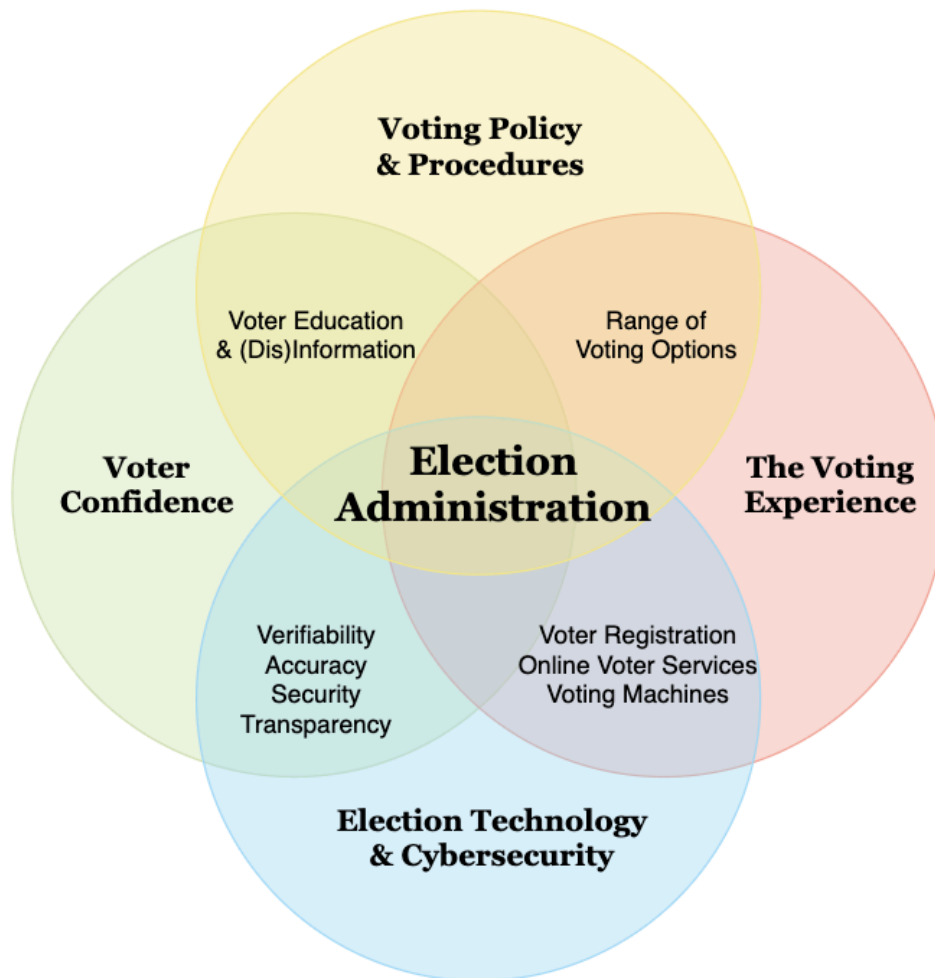 Voting Policy
& Procedures
Voter Education
& (Dis)Information
Range of
Voting Options
Voter
Confidence
Election
Administration
The Voting
Experience
Verifiability
Accuracy
Security
Transparency
Voter Registration
Online Voter Services
Voting Machines
Election Technology
& Cybersecurity